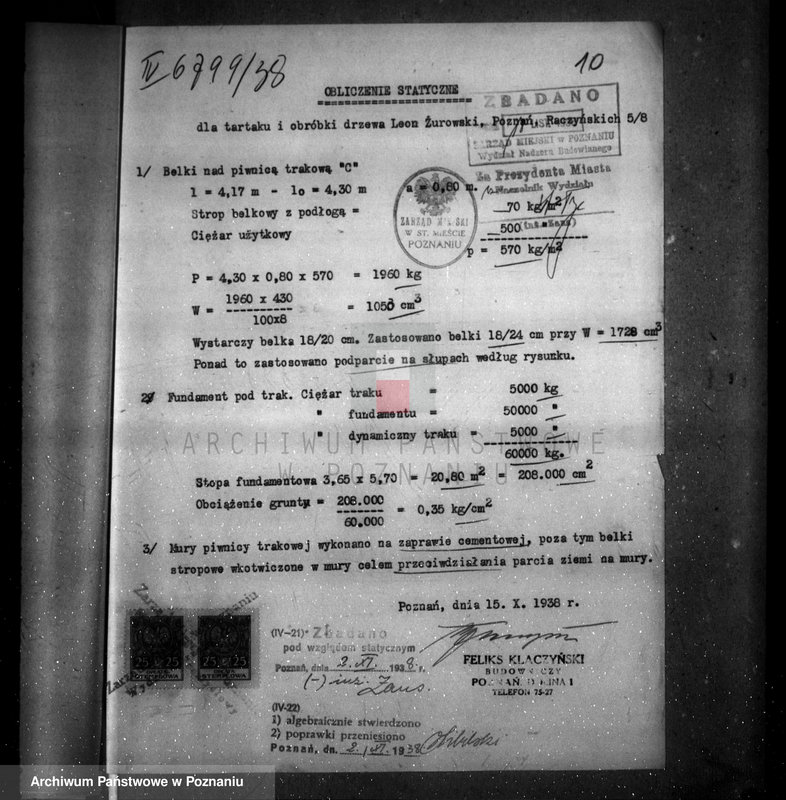 IV 6799/38
10
OBLICZENIE STATYCZNE
ZBADANO
dla tartaku i obróbki drzewa Leon Żurowski, Poznań, Raczyńskich 5/8
ZARZĄD MIEJSKI w POZNANIU
Wydział Nadzoru Budowlanego
Za Prezydenta Miasta
Naczelnik Wydziału
1/ Belki nad piwnicą trakową "C"
l = 4,17 m - lo = 4,30 m a = 0,80 m.
Strop belkowy z podłogą = 70 kg/m2
Ciężar użytkowy 500
p = 570 kg/m2
ZARZĄD MIEJSKI
W ST. MIEŚCIE
POZNANIU
P = 4,30 x 0,80 x 570 = 1960 kg
W = 1960 x 430
100x8
= 1053 cm3
Wystarczy belka 18/20 cm. Zastosowano belki 18/24 cm przy W = 1728 cm3
Ponad to zastosowano podparcie na słupach według rysunku.
2/ Fundament pod trak. Ciężar traku = 5000 kg
" fundamentu = 50000 "
" dynamiczny traku = 5000 "
60000 kg.
ARCHIWUM PAŃSTWOWE
W POZNANIU
Stopa fundamentowa 3,65 x 5,70 = 20,80 m2 = 208.000 cm2
Obciążenie gruntu = 208.000
60.000
= 0,35 kg/cm2
3/ Mury piwnicy trakowej wykonano na zaprawie cementowej, poza tym belki
stropowe wkotwiczone w mury celem przeciwdziałania parcia ziemi na mury.
Poznań, dnia 15. X. 1938 r.
25 25
25 25
(IV-21) Zbadano
pod względem statycznym
Poznań, dnia 2. XI. 1938 r.
(-) inż. Zaus.
FELIKS KLACZYŃSKI
BUDOWNICZY
TELEFON 75-27
(IV-22)
1) algebraicznie stwierdzono
2) poprawki przeniesiono
Poznań, dn. 2./XI. 1938
Archiwum Państwowe w Poznaniu